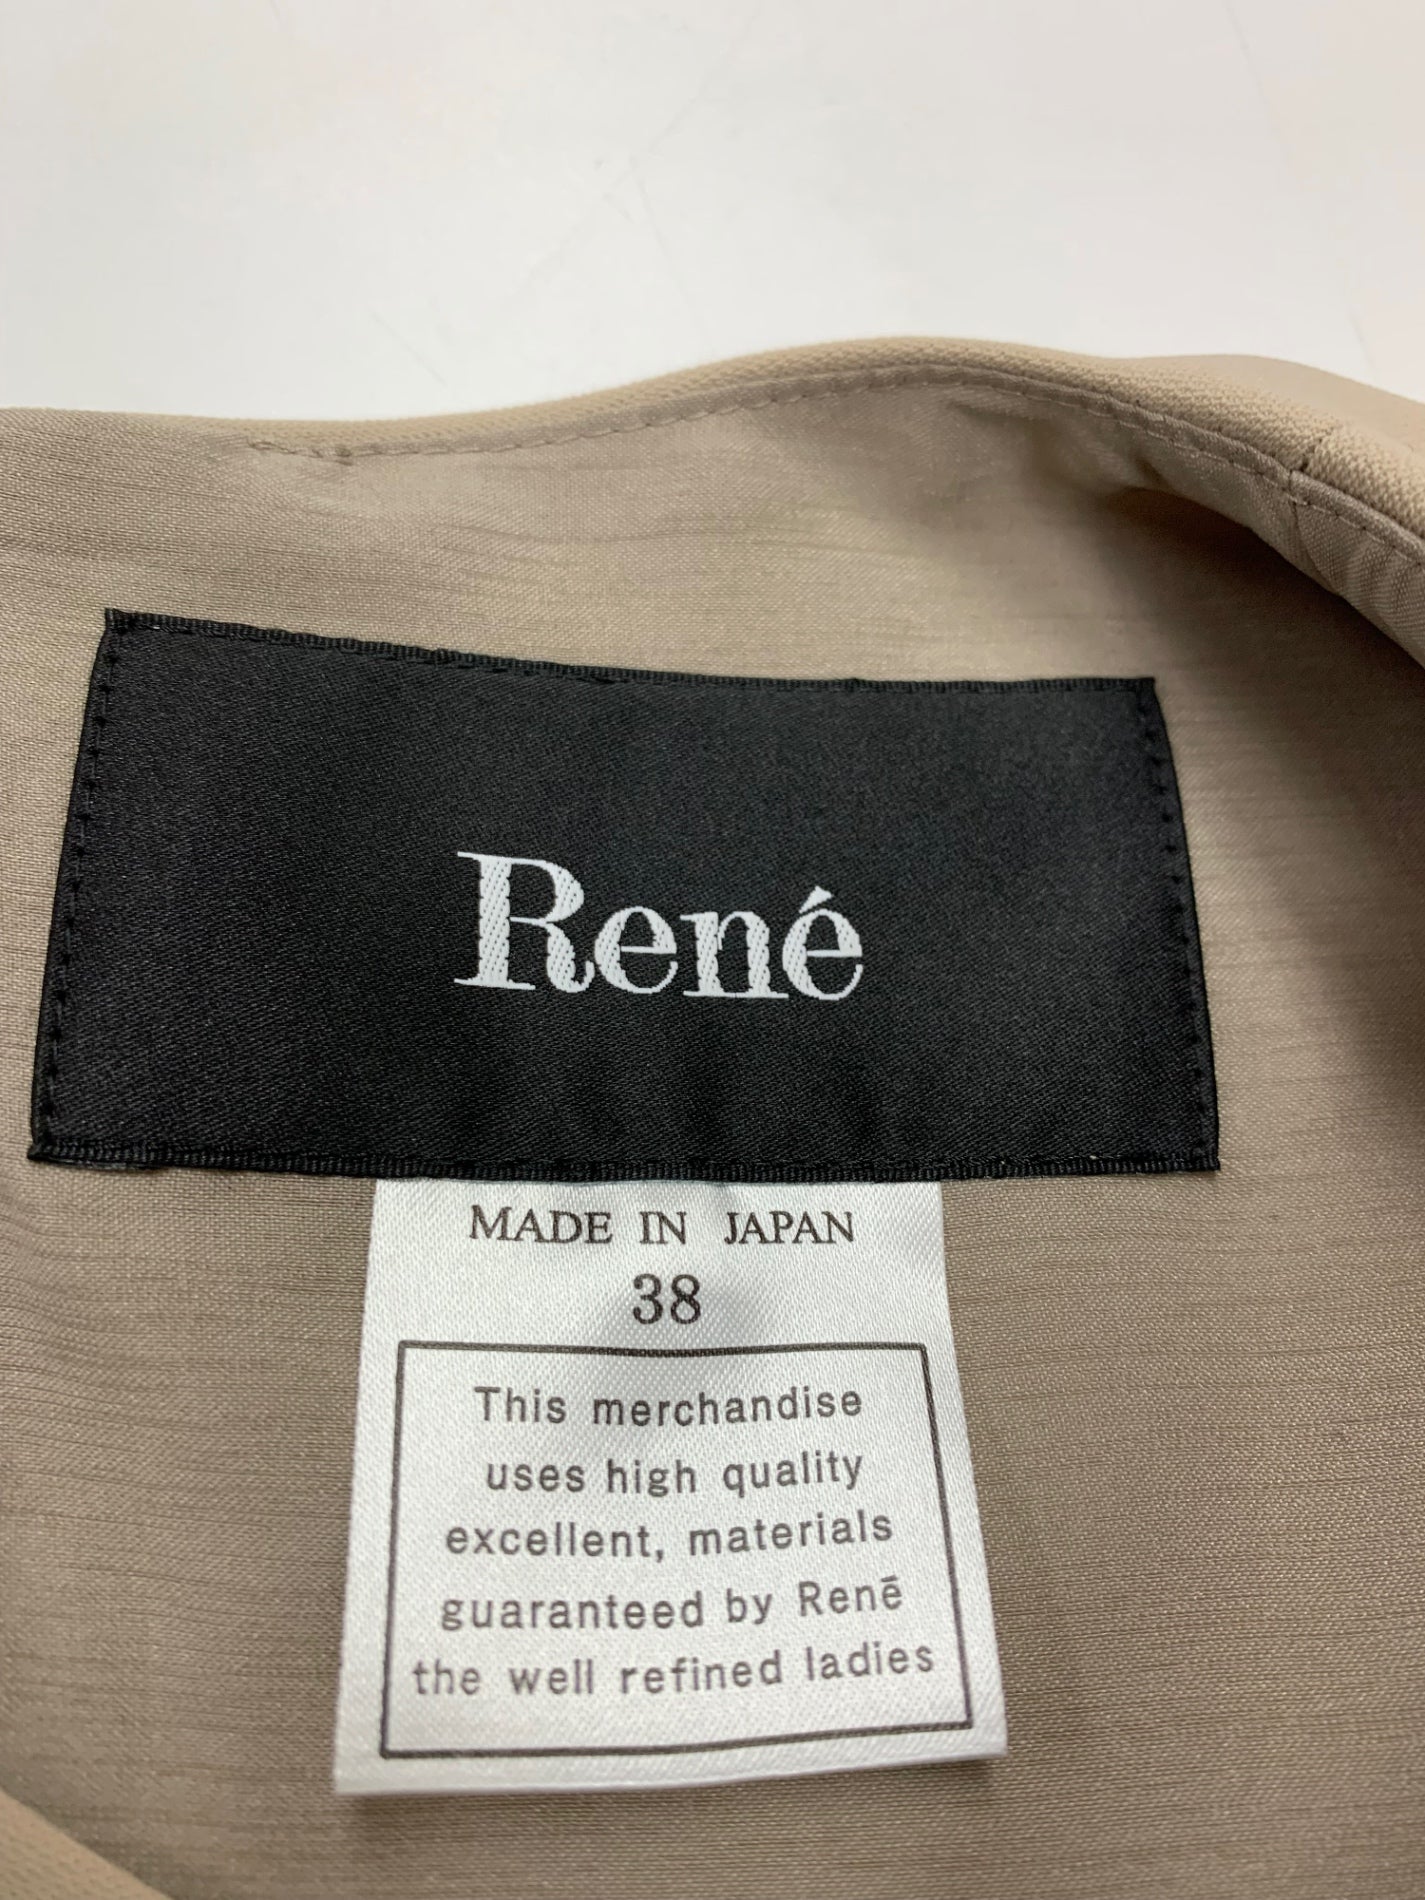 René
MADE IN JAPAN
38
This merchandise
uses high quality
excellent, materials
guaranteed by Renē
the well refined ladies